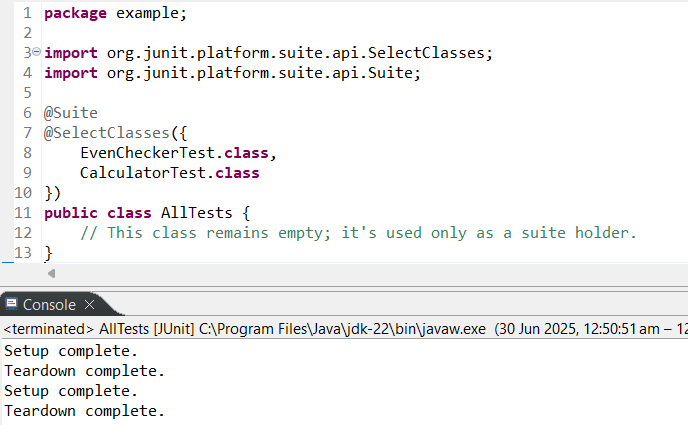 1 package example;
2
3 import org.junit.platform.suite.api.SelectClasses;
4 import org.junit.platform.suite.api.Suite;
5
6 @Suite
7 @SelectClasses({
8     EvenCheckerTest.class,
9     CalculatorTest.class
10 })
11 public class AllTests {
12     // This class remains empty; it's used only as a suite holder.
13 }
Console
<terminated> AllTests [JUnit] C:\Program Files\Java\jdk-22\bin\javaw.exe (30 Jun 2025, 12:50:51 am – 12
Setup complete.
Teardown complete.
Setup complete.
Teardown complete.